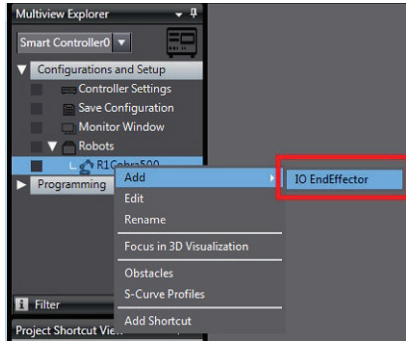 Multiview Explorer
Smart Controller0
Configurations and Setup
Controller Settings
Save Configuration
Monitor Window
Robots
R1Cobra500
Programming
Add
IO EndEffector
Edit
Rename
Focus in 3D Visualization
Obstacles
S-Curve Profiles
Add Shortcut
Filter
Project Shortcut View